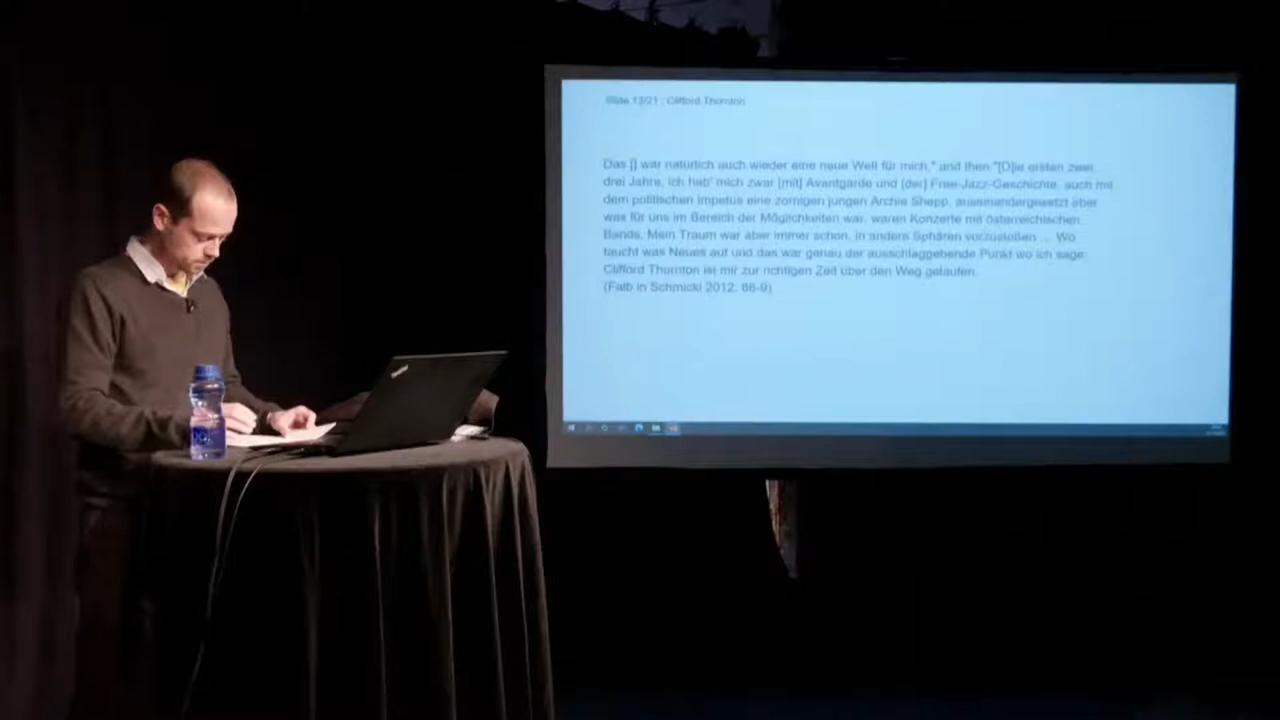 Slide 13/21 : Clifford Thornton
Das [] war natürlich auch wieder eine neue Welt für mich," and then "[D]ie ersten zwei,
drei Jahre, ich hab' mich zwar [mit] Avantgarde und [der] Free-Jazz-Geschichte, auch mit
dem politischen Impetus eine zornigen jungen Archie Shepp, auseinandergesetzt aber
was für uns im Bereich der Möglichkeiten war, waren Konzerte mit österreichischen
Bands. Mein Traum war aber immer schon, in andere Sphären vorzustoßen ... Wo
taucht was Neues auf und das war genau der ausschlaggebende Punkt wo ich sage:
Clifford Thornton ist mir zur richtigen Zeit über den Weg gelaufen.
(Falb in Schmickl 2012, 66-9)